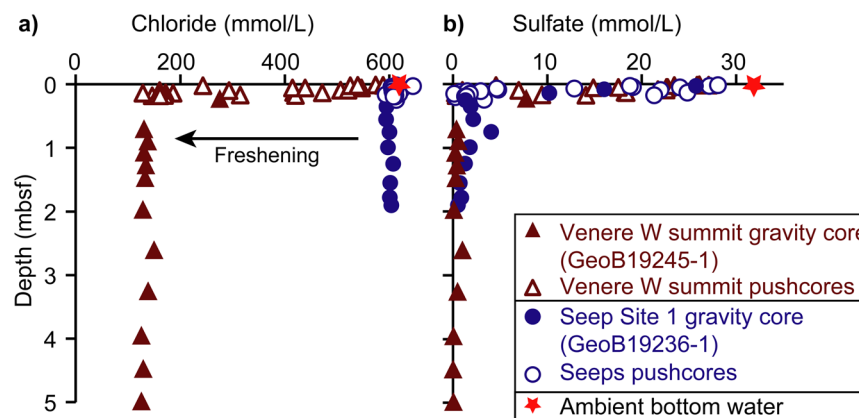 a) Chloride (mmol/L)
0 200 400 600
b) Sulfate (mmol/L)
0 10 20 30
Depth (mbsf)
0
1
2
3
4
5
Freshening
Venere W summit gravity core
(GeoB19245-1)
Venere W summit pushcores
Seep Site 1 gravity core
(GeoB19236-1)
Seeps pushcores
Ambient bottom water